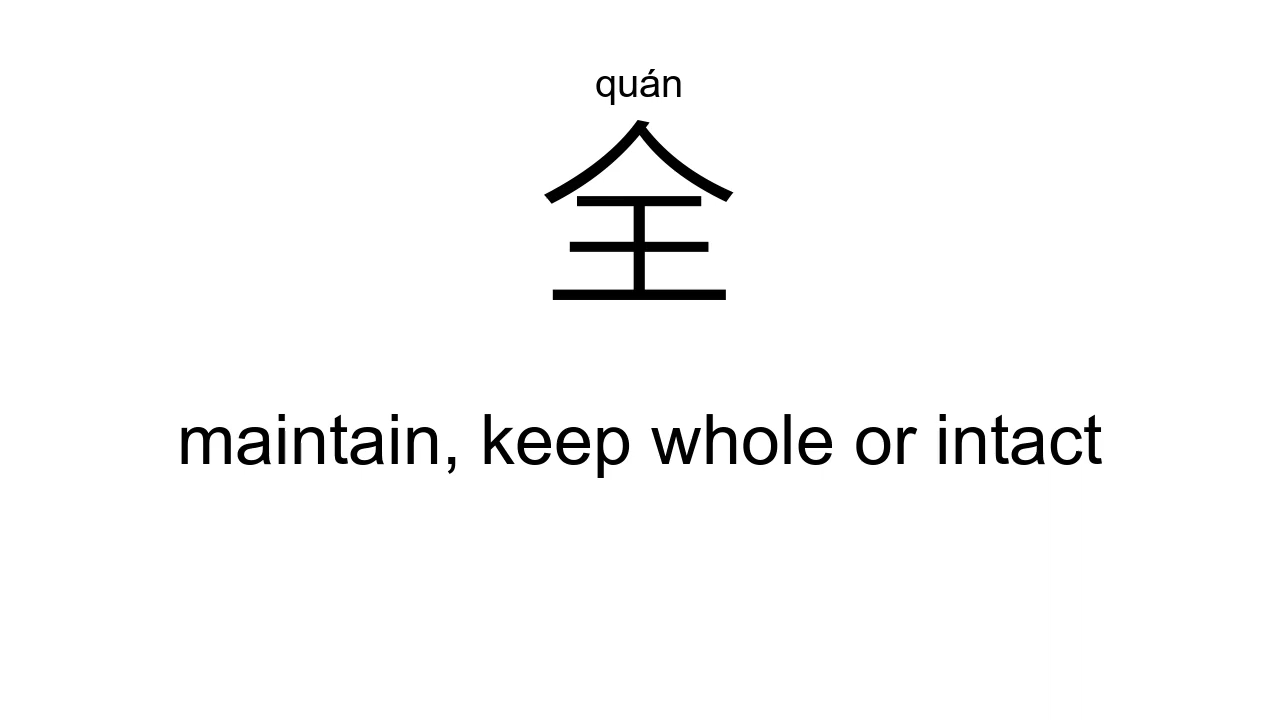 quán
全
maintain, keep whole or intact